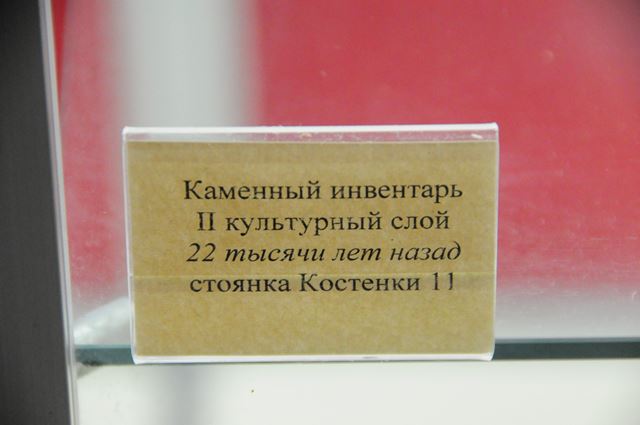 Каменный инвентарь
II культурный слой
22 тысячи лет назад
стоянка Костенки 11